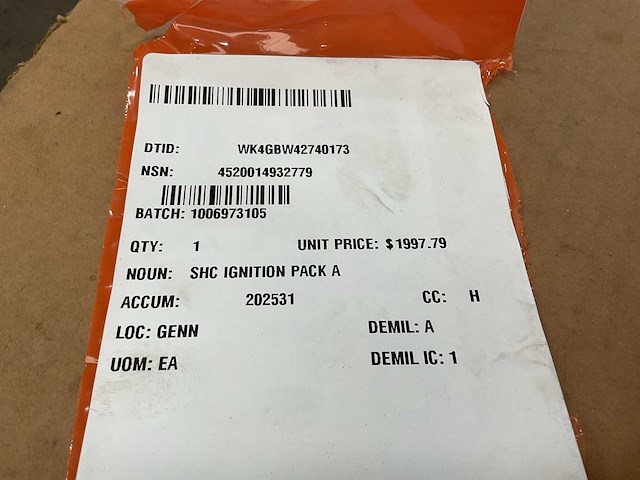 DTID: WK4GBW42740173
NSN: 4520014932779
BATCH: 1006973105
QTY: 1 UNIT PRICE: $1997.79
NOUN: SHC IGNITION PACK A
ACCUM: 202531 CC: H
LOC: GENN DEMIL: A
UOM: EA DEMIL IC: 1